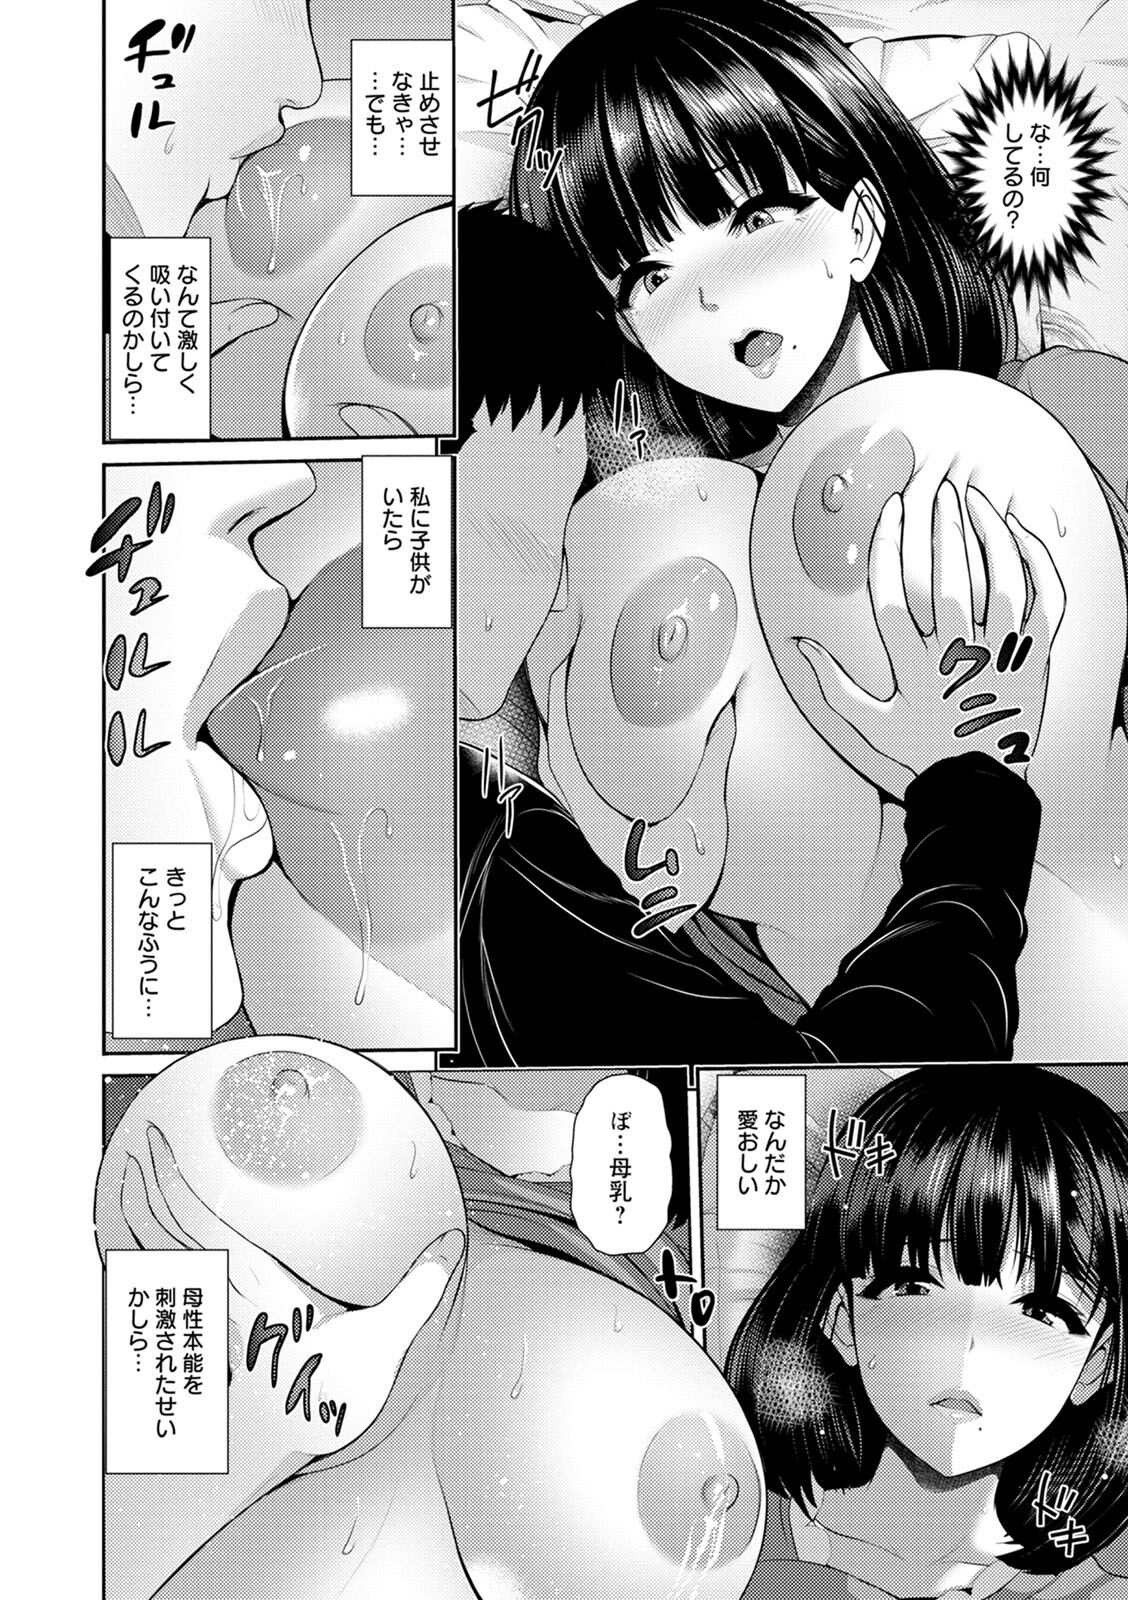 な…何
してるの？
ビクッ
止めさせ
なきゃ…
…でも…
ヂュル
なんて激しく
吸い付いて
くるのかしら…
グニュ
ムニ
私に子供が
いたら
ヂュルルル
きっと
こんなふうに…
なんだか
愛おしい
ドキ
ドキ
ぼ…母乳？
トロ
母性本能を
刺激されたせい
かしら…
グイッ